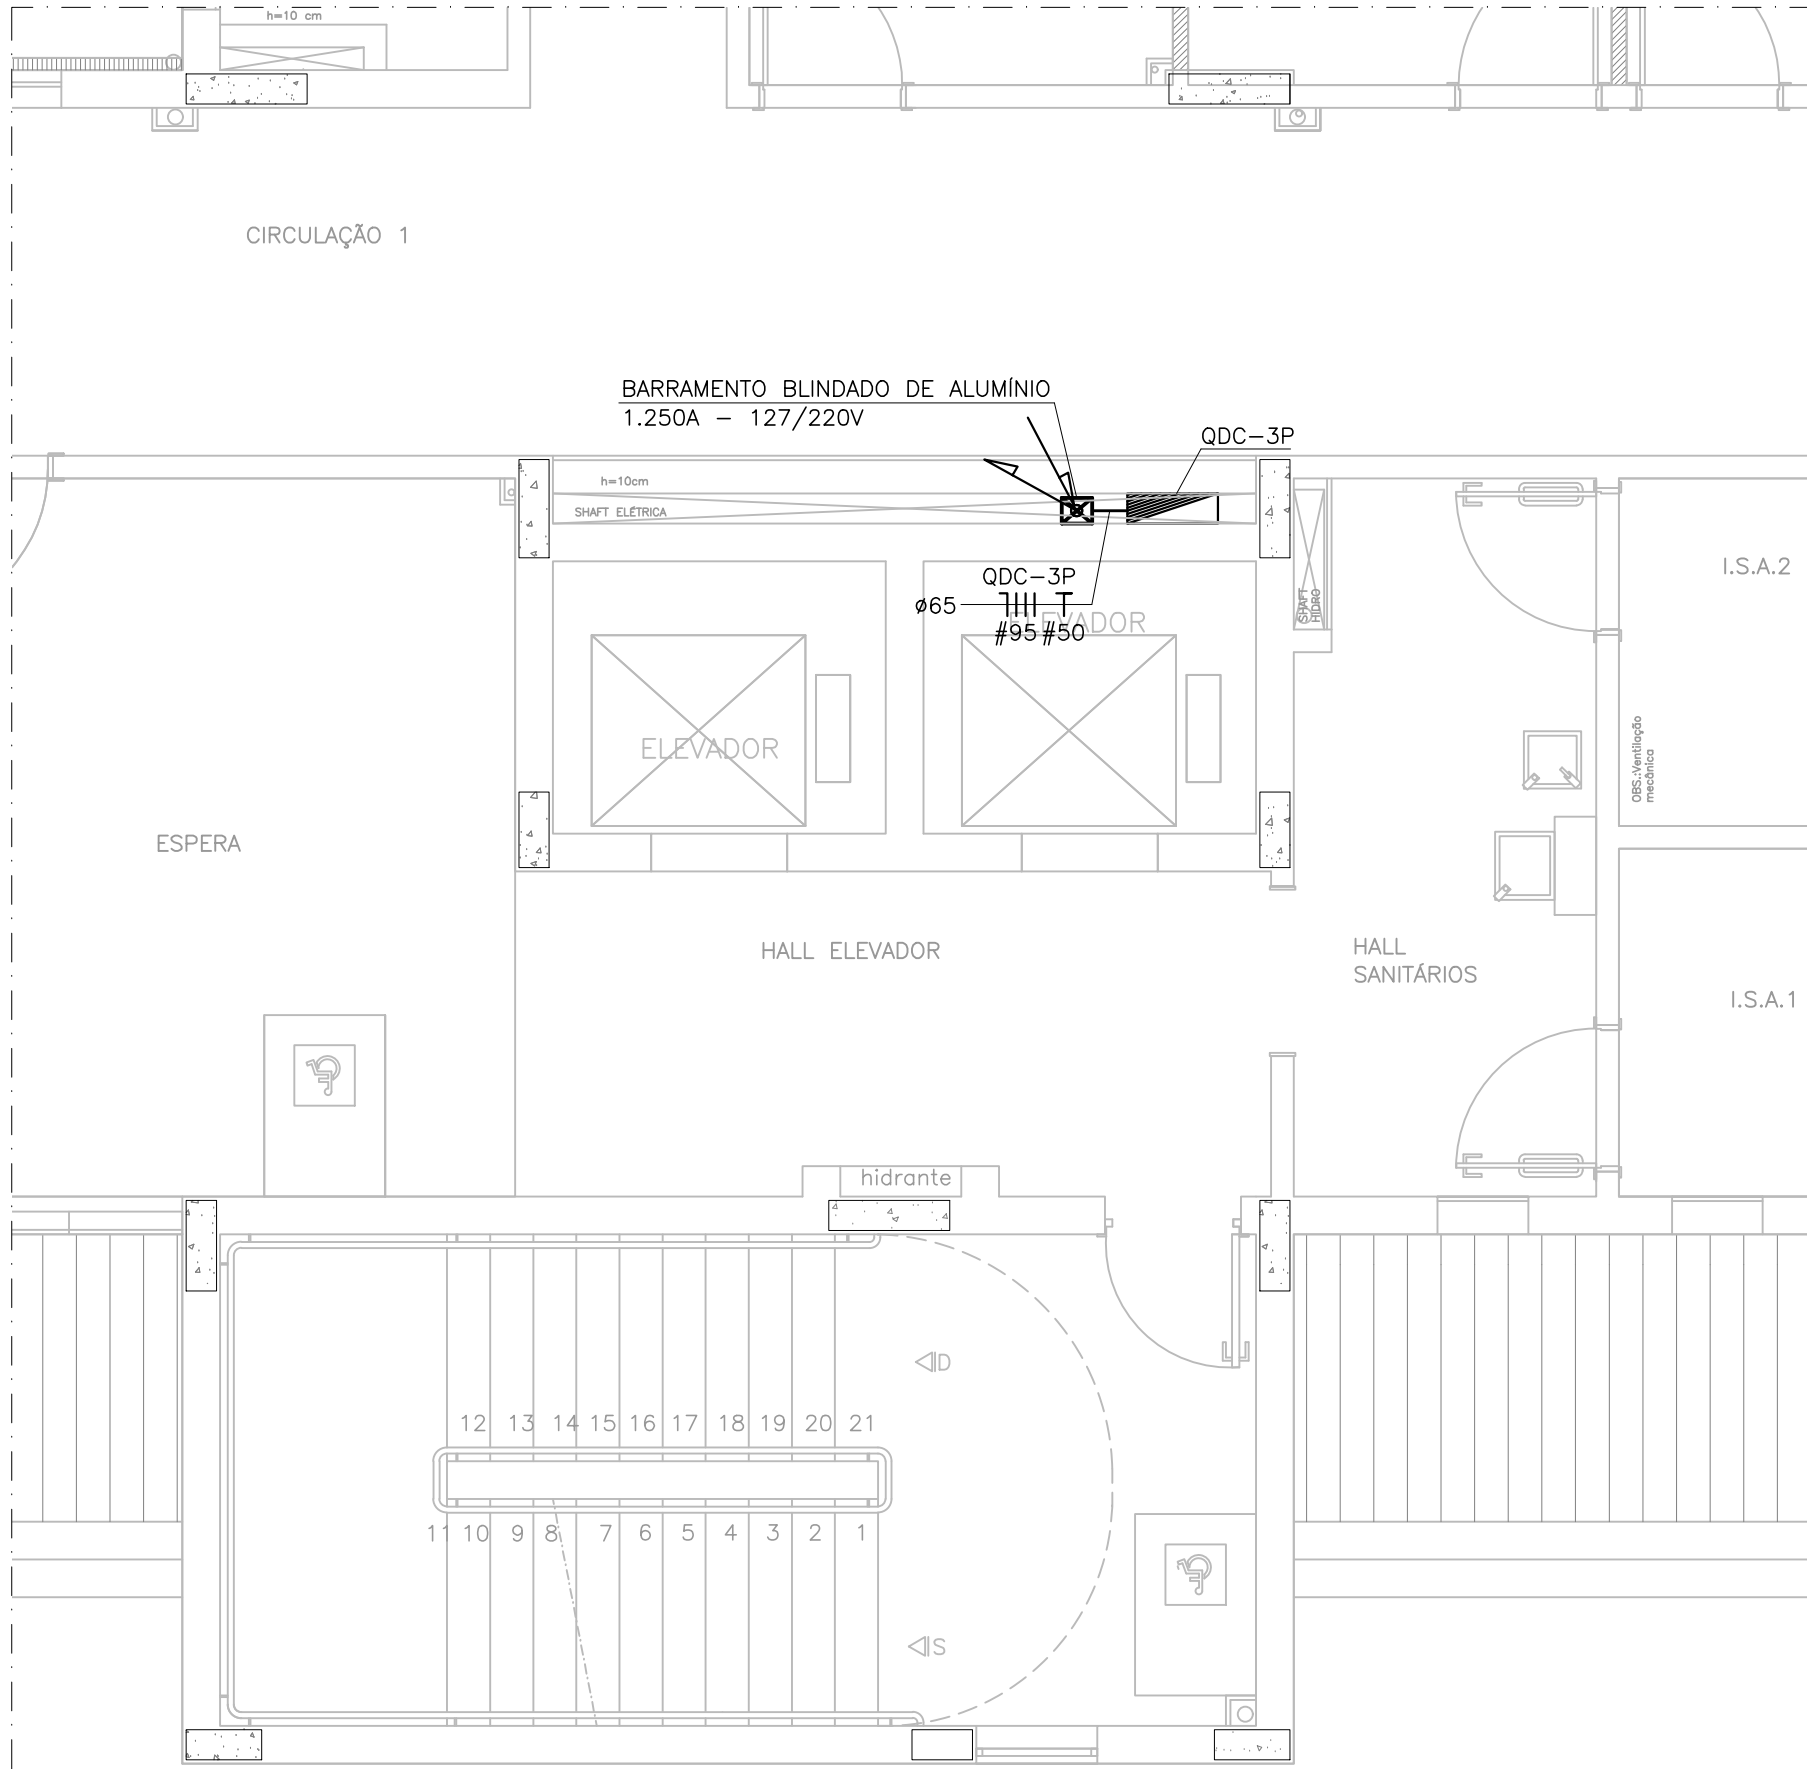 h=10 cm
CIRCULAÇÃO 1
BARRAMENTO BLINDADO DE ALUMÍNIO
1.250A - 127/220V
QDC-3P
h=10cm
SHAFT ELÉTRICA
QDC-3P
ø65
#95 #50
ELEVADOR
ELEVADOR
SHAFT
HIDRO
I.S.A.2
OBS.:Ventilação
mecânica
ESPERA
HALL ELEVADOR
HALL
SANITÁRIOS
I.S.A.1
hidrante
D
12 13 14 15 16 17 18 19 20 21
11 10 9 8 7 6 5 4 3 2 1
S